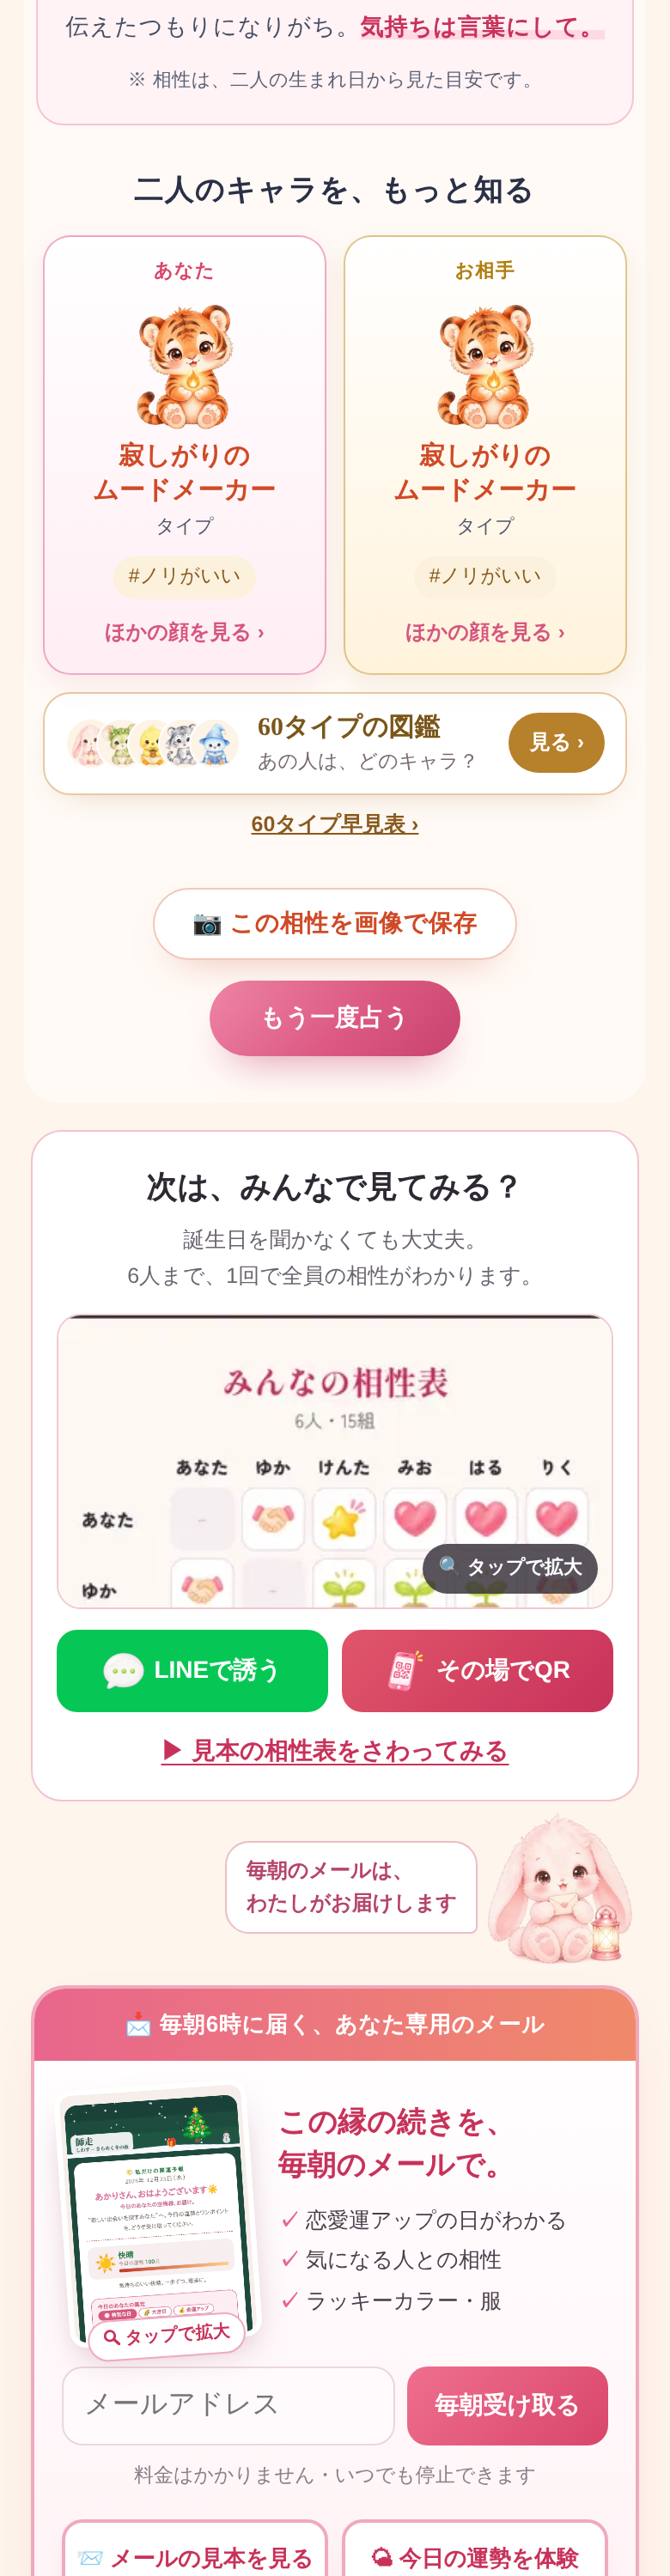 伝えたつもりになりがち。気持ちは言葉にして。
※ 相性は、二人の生まれ日から見た目安です。
二人のキャラを、もっと知る
あなた
寂しがりの
ムードメーカー
タイプ
#ノリがいい
ほかの顔を見る ›
お相手
寂しがりの
ムードメーカー
タイプ
#ノリがいい
ほかの顔を見る ›
60タイプの図鑑
あの人は、どのキャラ？
見る ›
60タイプ早見表 ›
📷 この相性を画像で保存
もう一度占う
次は、みんなで見てみる？
誕生日を聞かなくても大丈夫。
6人まで、1回で全員の相性がわかります。
みんなの相性表
6人・15組
あなた ゆか けんた みお はる りく
あなた
ゆか
🔍 タップで拡大
LINEで誘う
その場でQR
▶ 見本の相性表をさわってみる
毎朝のメールは、
わたしがお届けします
📩 毎朝6時に届く、あなた専用のメール
師走
あかりさん、おはようございます☀️
快晴
タップで拡大
この縁の続きを、
毎朝のメールで。
✓ 恋愛運アップの日がわかる
✓ 気になる人との相性
✓ ラッキーカラー・服
メールアドレス
毎朝受け取る
料金はかかりません・いつでも停止できます
📨 メールの見本を見る
🌤 今日の運勢を体験